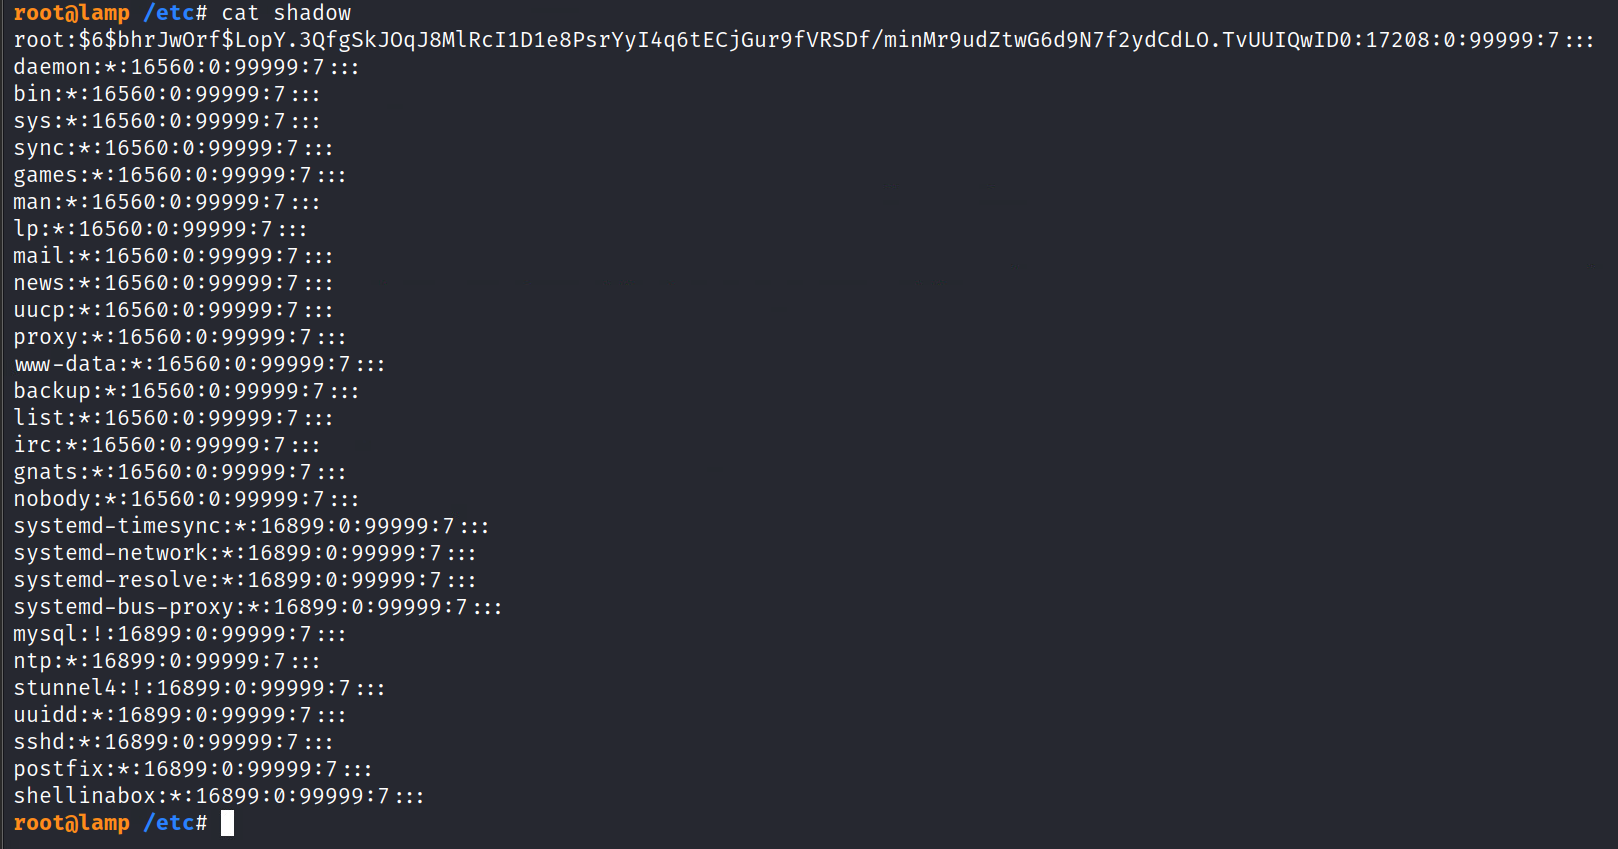 root@lamp /etc# cat shadow
root:$6$bhrJwOrf$LopY.3QfgSkJOqJ8MlRcI1D1e8PsrYyI4q6tECjGur9fVRSDf/minMr9udZtwG6d9N7f2ydCdLO.TvUUIQwID0:17208:0:99999:7:::
daemon:*:16560:0:99999:7:::
bin:*:16560:0:99999:7:::
sys:*:16560:0:99999:7:::
sync:*:16560:0:99999:7:::
games:*:16560:0:99999:7:::
man:*:16560:0:99999:7:::
lp:*:16560:0:99999:7:::
mail:*:16560:0:99999:7:::
news:*:16560:0:99999:7:::
uucp:*:16560:0:99999:7:::
proxy:*:16560:0:99999:7:::
www-data:*:16560:0:99999:7:::
backup:*:16560:0:99999:7:::
list:*:16560:0:99999:7:::
irc:*:16560:0:99999:7:::
gnats:*:16560:0:99999:7:::
nobody:*:16560:0:99999:7:::
systemd-timesync:*:16899:0:99999:7:::
systemd-network:*:16899:0:99999:7:::
systemd-resolve:*:16899:0:99999:7:::
systemd-bus-proxy:*:16899:0:99999:7:::
mysql:!:16899:0:99999:7:::
ntp:*:16899:0:99999:7:::
stunnel4:!:16899:0:99999:7:::
uuidd:*:16899:0:99999:7:::
sshd:*:16899:0:99999:7:::
postfix:*:16899:0:99999:7:::
shellinabox:*:16899:0:99999:7:::
root@lamp /etc#